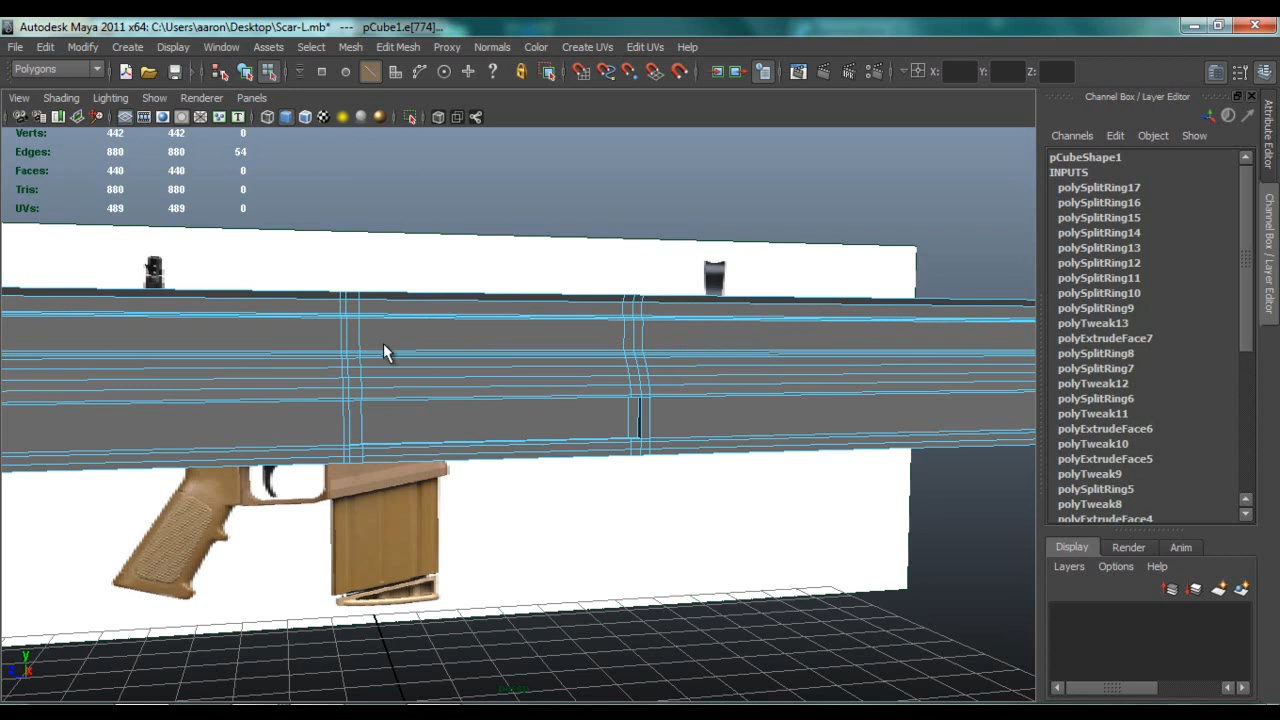 Autodesk Maya 2011 x64: C:\Users\aaron\Desktop\Scar-L.mb* --- pCube1.e[774]...
File Edit Modify Create Display Window Assets Select Mesh Edit Mesh Proxy Normals Color Create UVs Edit UVs Help
Polygons X: Y: Z:
View Shading Lighting Show Renderer Panels
Verts: 442 442 0
Edges: 880 880 54
Faces: 440 440 0
Tris: 880 880 0
UVs: 489 489 0
y
z x
Channel Box / Layer Editor
Channels Edit Object Show
pCubeShape1
INPUTS
polySplitRing17
polySplitRing16
polySplitRing15
polySplitRing14
polySplitRing13
polySplitRing12
polySplitRing11
polySplitRing10
polySplitRing9
polyTweak13
polyExtrudeFace7
polySplitRing8
polySplitRing7
polyTweak12
polySplitRing6
polyTweak11
polyExtrudeFace6
polyTweak10
polyExtrudeFace5
polyTweak9
polySplitRing5
polyTweak8
polyExtrudeFace4
Display Render Anim
Layers Options Help
Attribute Editor
Channel Box / Layer Editor